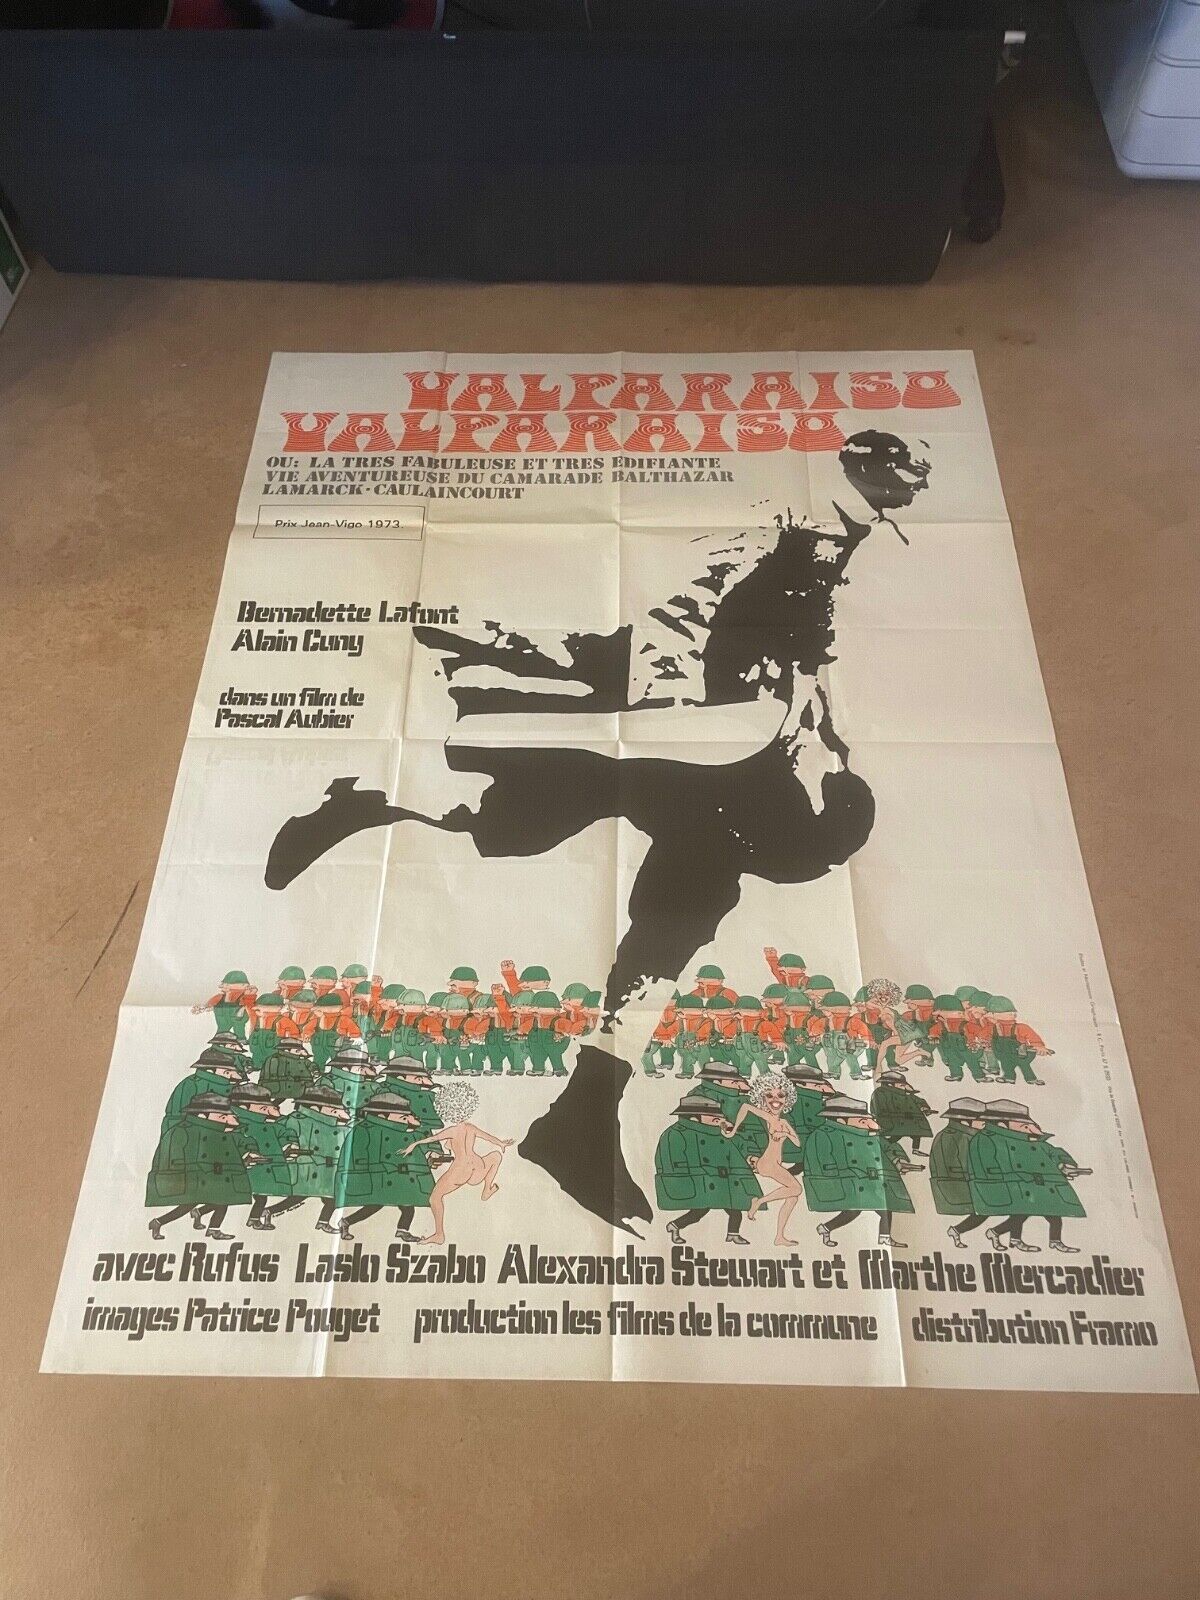 VALPARAISO
VALPARAISO
OU: LA TRES FABULEUSE ET TRES EDIFIANTE
VIE AVENTUREUSE DU CAMARADE BALTHAZAR
LAMARCK-CAULAINCOURT
Prix Jean-Vigo 1973.
Bernadette Lafont
Alain Cuny
dans un film de
Pascal Aubier
avec Rufus Laslo Szabo Alexandra Stewart et Marthe Mercadier
images Patrice Pouget production les films de la commune distribution Framo